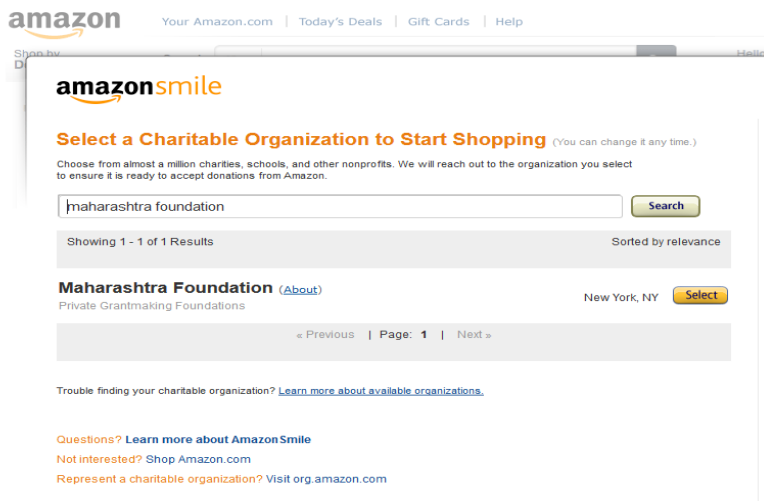 amazon
Your Amazon.com | Today's Deals | Gift Cards | Help
Shop by
Hello
amazonsmile
Select a Charitable Organization to Start Shopping (You can change it any time.)
Choose from almost a million charities, schools, and other nonprofits. We will reach out to the organization you select
to ensure it is ready to accept donations from Amazon.
maharashtra foundation
Search
Showing 1 - 1 of 1 Results
Sorted by relevance
Maharashtra Foundation (About)
Private Grantmaking Foundations
New York, NY
Select
« Previous | Page: 1 | Next »
Trouble finding your charitable organization? Learn more about available organizations.
Questions? Learn more about AmazonSmile
Not interested? Shop Amazon.com
Represent a charitable organization? Visit org.amazon.com